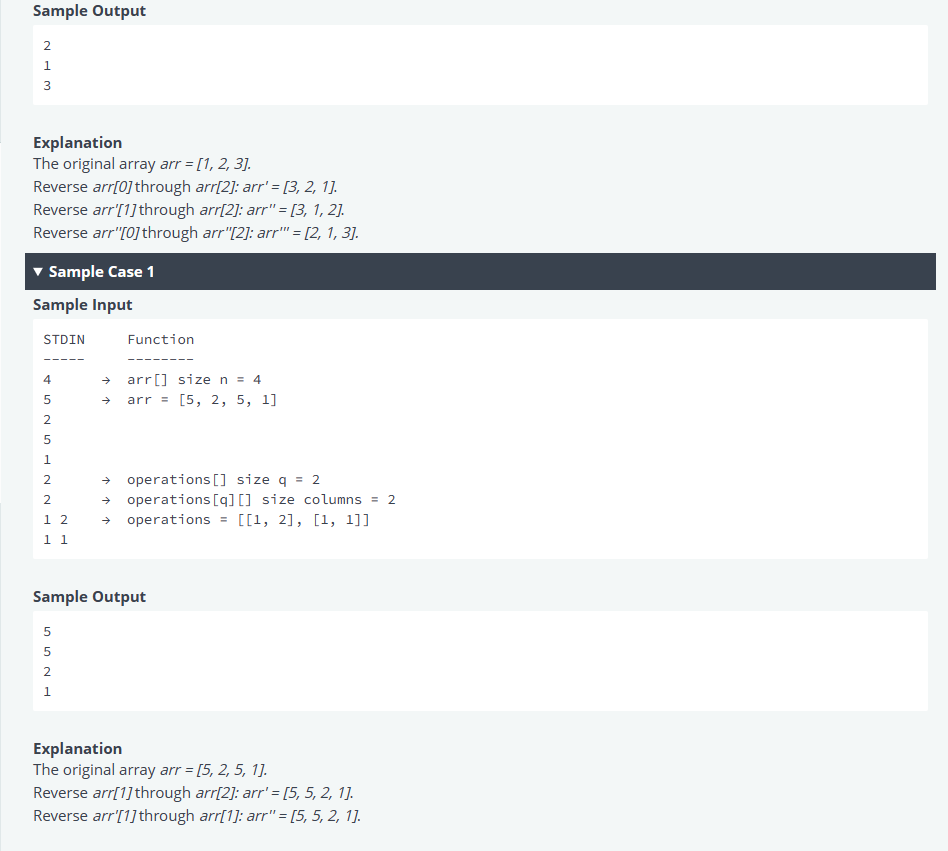 Sample Output
2
1
3
Explanation
The original array arr = [1, 2, 3].
Reverse arr[0] through arr[2]: arr' = [3, 2, 1].
Reverse arr'[1] through arr[2]: arr'' = [3, 1, 2].
Reverse arr''[0] through arr''[2]: arr''' = [2, 1, 3].
▼ Sample Case 1
Sample Input
STDIN Function
----- --------
4 → arr[] size n = 4
5 → arr = [5, 2, 5, 1]
2
5
1
2 → operations[] size q = 2
2 → operations[q][] size columns = 2
1 2 → operations = [[1, 2], [1, 1]]
1 1
Sample Output
5
5
2
1
Explanation
The original array arr = [5, 2, 5, 1].
Reverse arr[1] through arr[2]: arr' = [5, 5, 2, 1].
Reverse arr'[1] through arr[1]: arr'' = [5, 5, 2, 1].